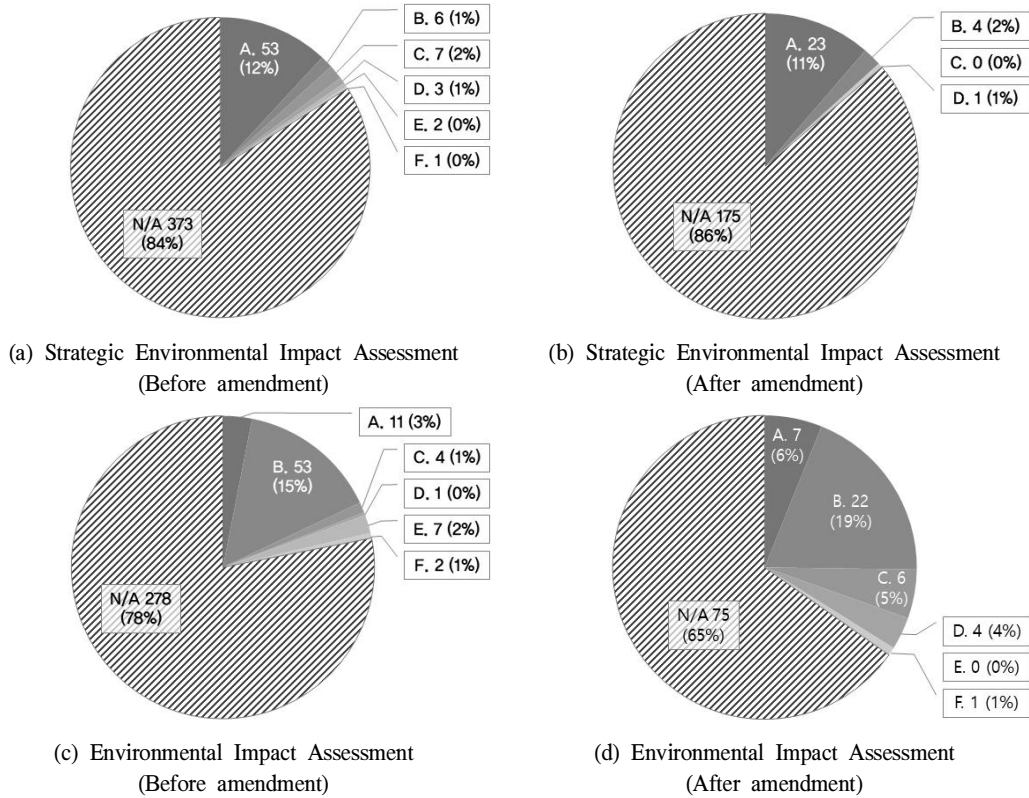 A. 53
(12%)
B. 6 (1%)
C. 7 (2%)
D. 3 (1%)
E. 2 (0%)
F. 1 (0%)
N/A 373
(84%)
(a) Strategic Environmental Impact Assessment
(Before amendment)
A. 23
(11%)
B. 4 (2%)
C. 0 (0%)
D. 1 (1%)
N/A 175
(86%)
(b) Strategic Environmental Impact Assessment
(After amendment)
A. 11 (3%)
B. 53
(15%)
C. 4 (1%)
D. 1 (0%)
E. 7 (2%)
F. 2 (1%)
N/A 278
(78%)
(c) Environmental Impact Assessment
(Before amendment)
A. 7
(6%)
B. 22
(19%)
C. 6
(5%)
D. 4 (4%)
E. 0 (0%)
F. 1 (1%)
N/A 75
(65%)
(d) Environmental Impact Assessment
(After amendment)